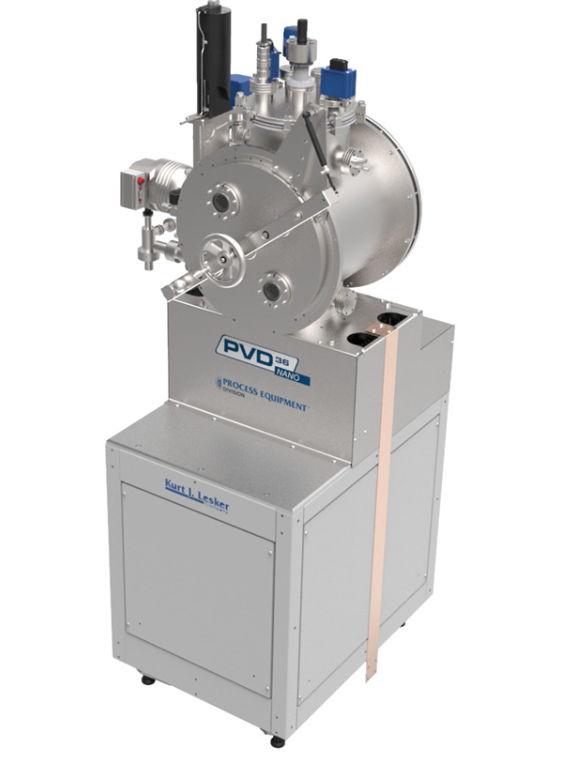 PVD 36
NANO
PROCESS EQUIPMENT
DIVISION
Kurt J. Lesker